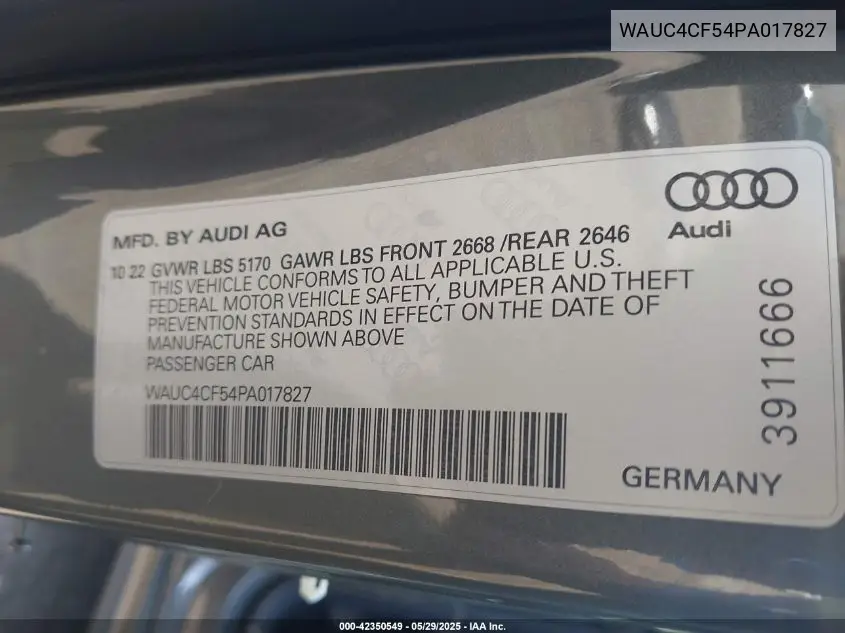 WAUC4CF54PA017827
MFD. BY AUDI AG
10 22 GVWR LBS 5170 GAWR LBS FRONT 2668 /REAR 2646
THIS VEHICLE CONFORMS TO ALL APPLICABLE U.S.
FEDERAL MOTOR VEHICLE SAFETY, BUMPER AND THEFT
PREVENTION STANDARDS IN EFFECT ON THE DATE OF
MANUFACTURE SHOWN ABOVE
PASSENGER CAR
WAUC4CF54PA017827
Audi
3911666
GERMANY
000-42350549 - 05/29/2025 - IAA Inc.